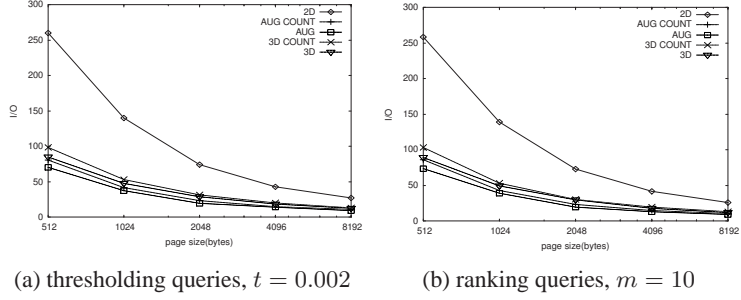 300
250
200
150
100
50
0
I/O
512
1024
2048
4096
8192
page size(bytes)
2D
AUG COUNT
AUG
3D COUNT
3D
(a) thresholding queries, t = 0.002
300
250
200
150
100
50
0
I/O
512
1024
2048
4096
8192
page size(bytes)
2D
AUG COUNT
AUG
3D COUNT
3D
(b) ranking queries, m = 10